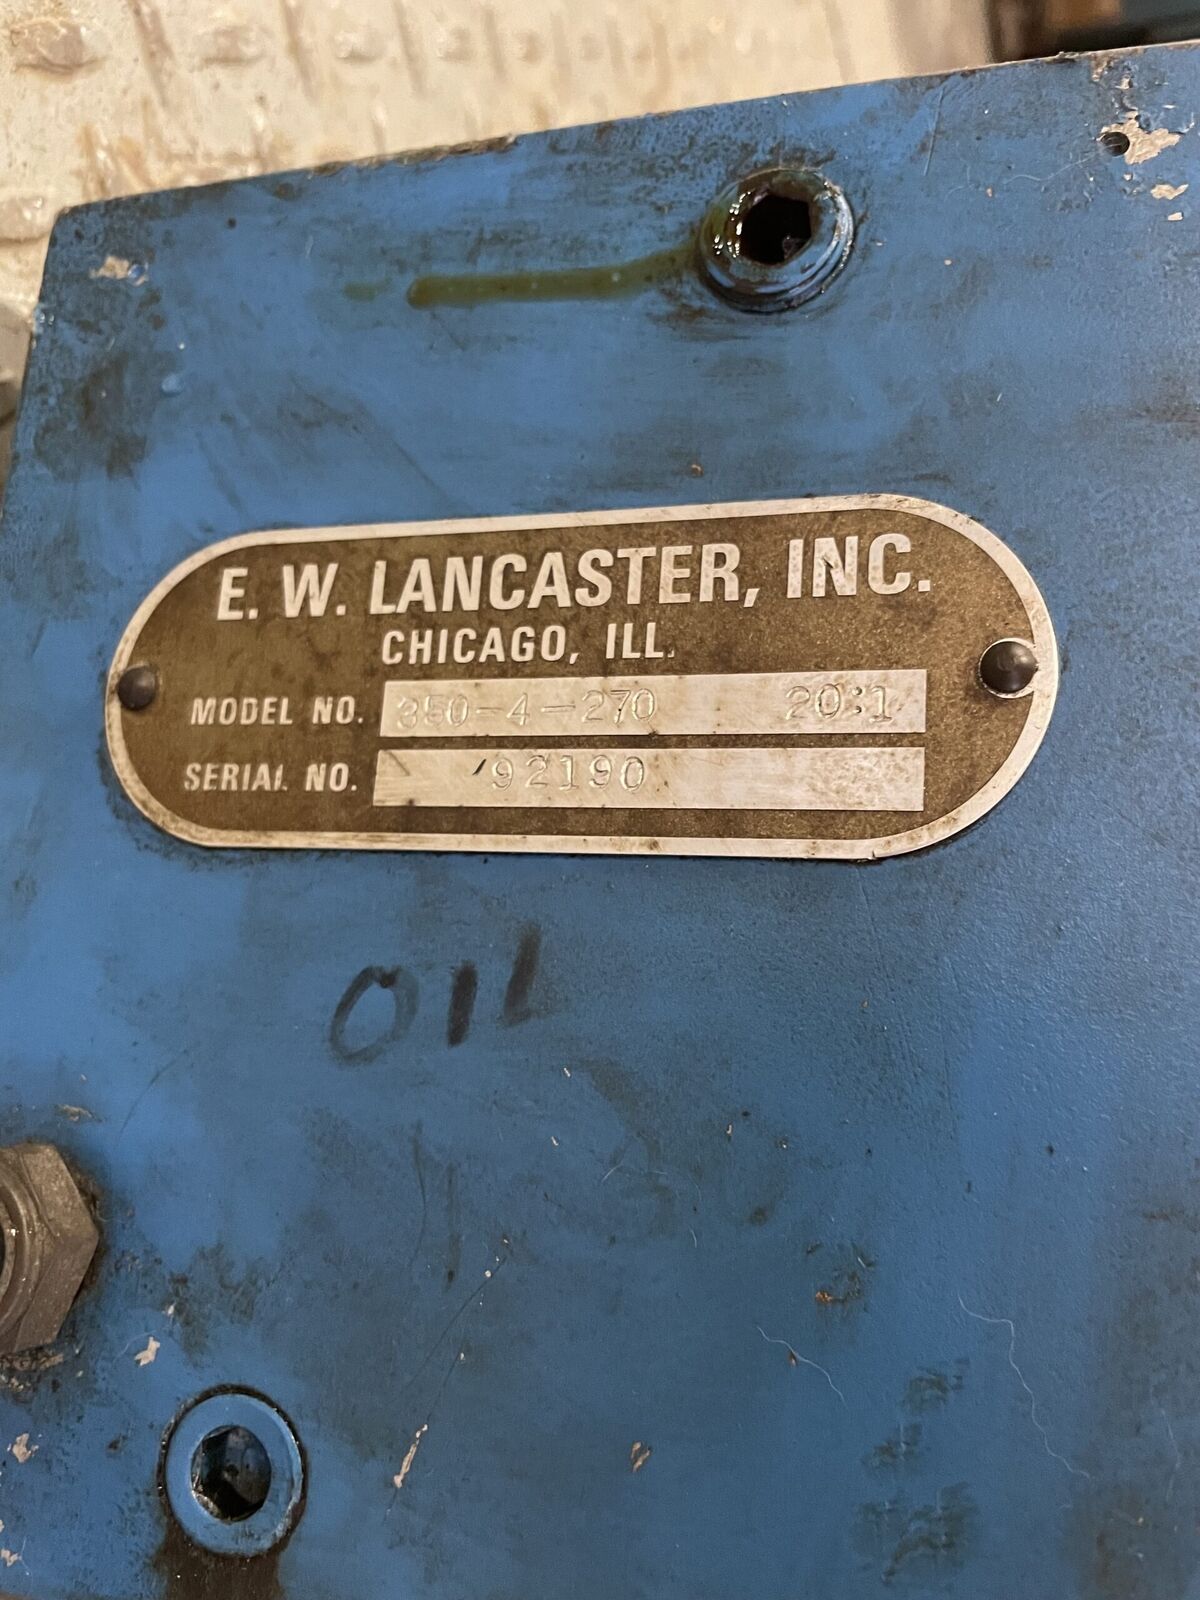 E. W. LANCASTER, INC.
CHICAGO, ILL.
MODEL NO. 350-4-270 20:1
SERIAL NO. 92190
OIL